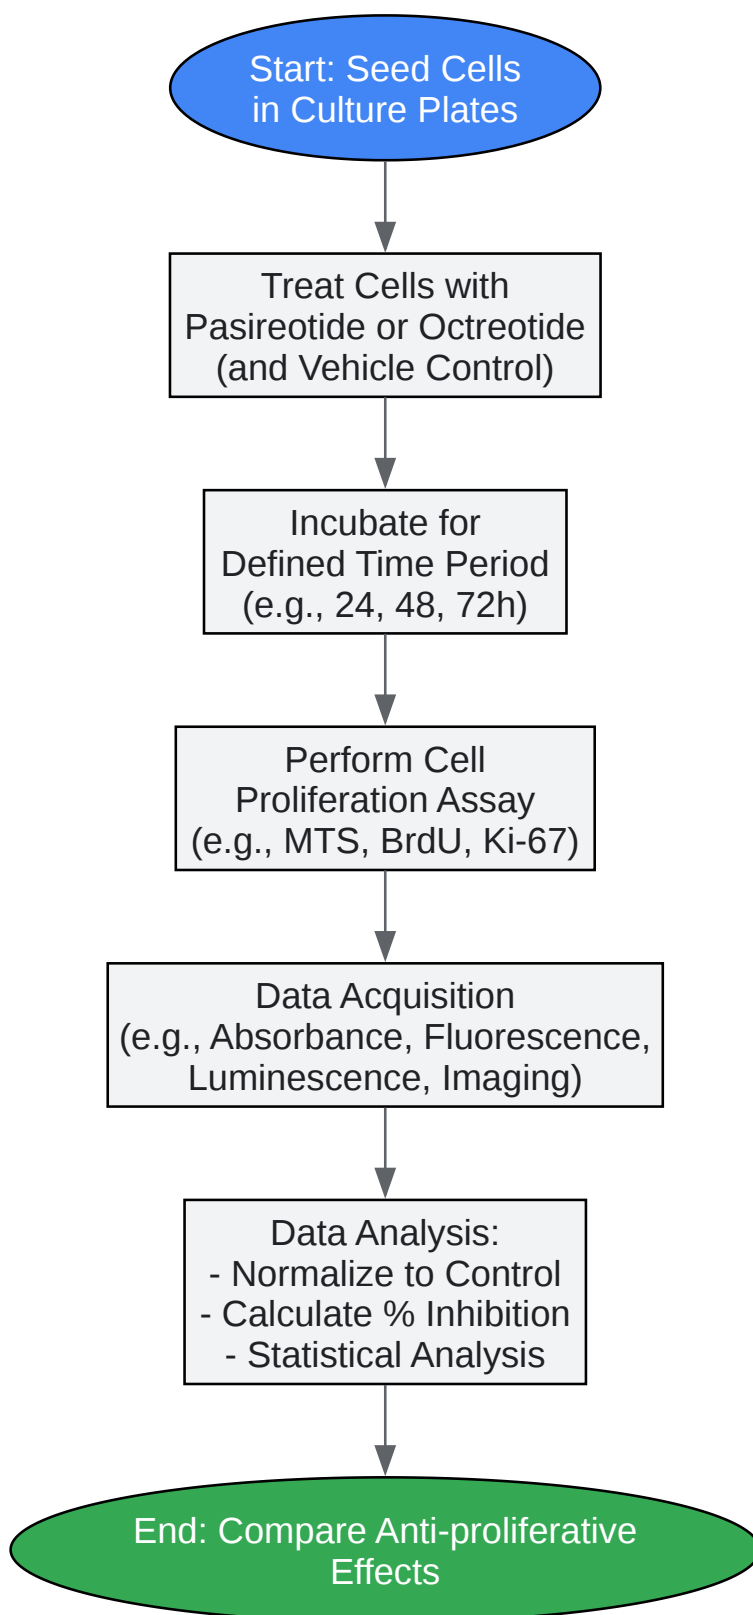 Start: Seed Cells
in Culture Plates
Treat Cells with
Pasireotide or Octreotide
(and Vehicle Control)
Incubate for
Defined Time Period
(e.g., 24, 48, 72h)
Perform Cell
Proliferation Assay
(e.g., MTS, BrdU, Ki-67)
Data Acquisition
(e.g., Absorbance, Fluorescence,
Luminescence, Imaging)
Data Analysis:
- Normalize to Control
- Calculate % Inhibition
- Statistical Analysis
End: Compare Anti-proliferative
Effects